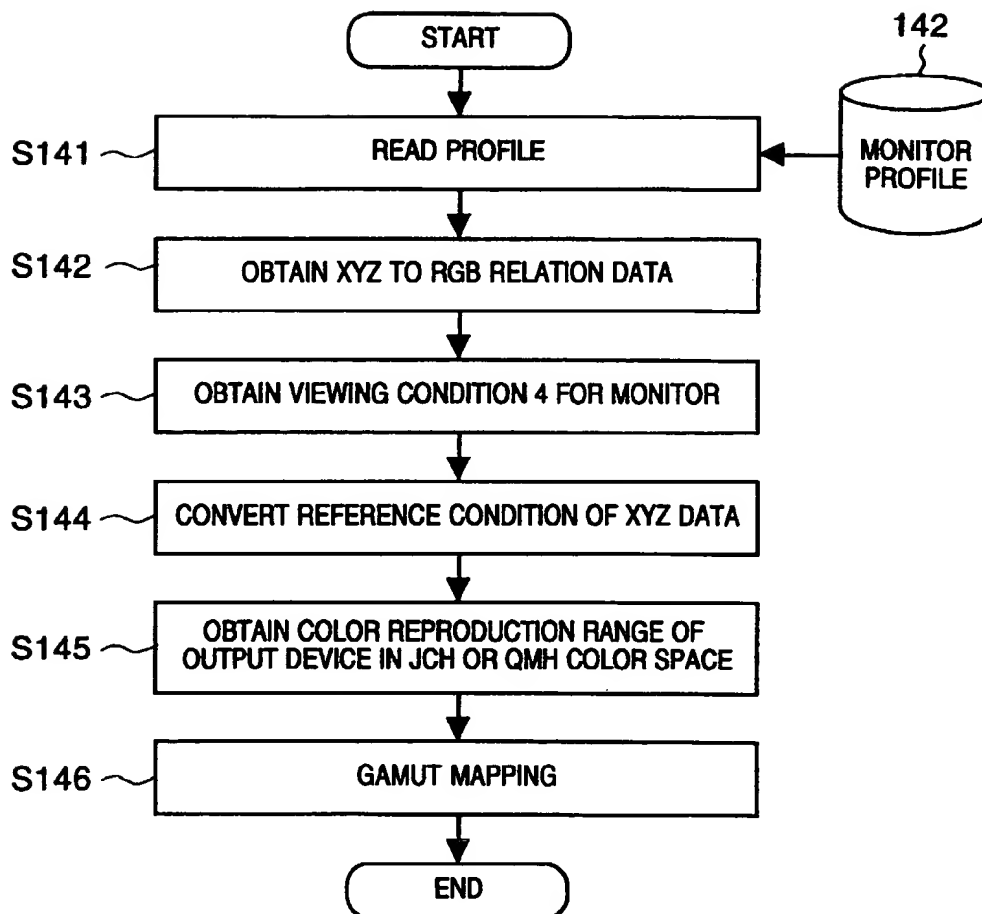 START
142
MONITOR
PROFILE
S141
READ PROFILE
S142
OBTAIN XYZ TO RGB RELATION DATA
S143
OBTAIN VIEWING CONDITION 4 FOR MONITOR
S144
CONVERT REFERENCE CONDITION OF XYZ DATA
S145
OBTAIN COLOR REPRODUCTION RANGE OF
OUTPUT DEVICE IN JCH OR QMH COLOR SPACE
S146
GAMUT MAPPING
END